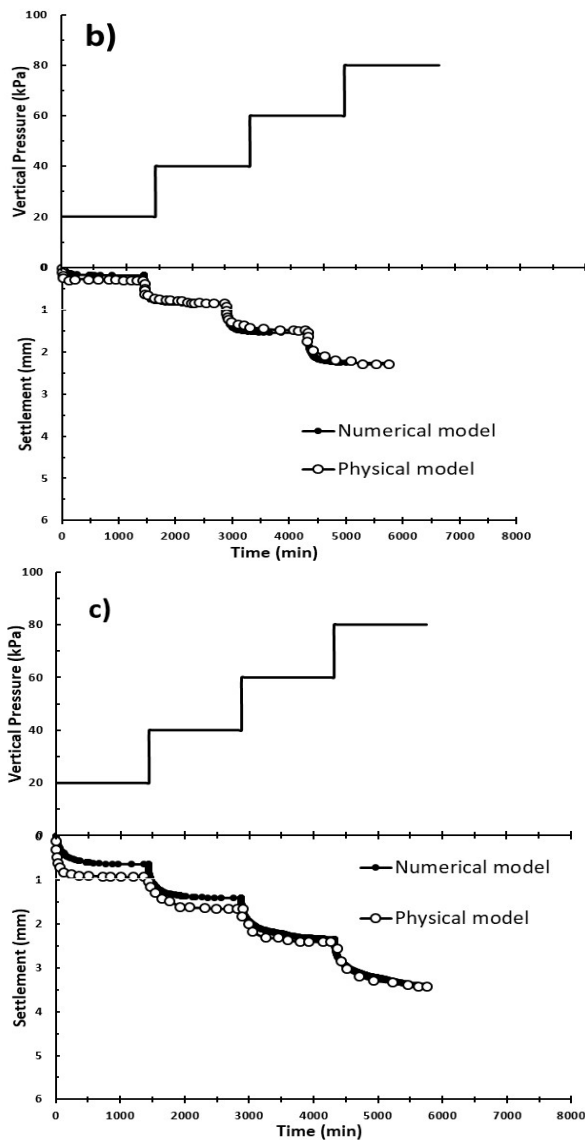 b)
Vertical Pressure (kPa)
100
80
60
40
20
0
Settlement (mm)
1
2
3
4
5
6
Numerical model
Physical model
0 1000 2000 3000 4000 5000 6000 7000 8000
Time (min)
c)
Vertical Pressure (kPa)
100
80
60
40
20
0
Settlement (mm)
1
2
3
4
5
6
Numerical model
Physical model
0 1000 2000 3000 4000 5000 6000 7000 8000
Time (min)